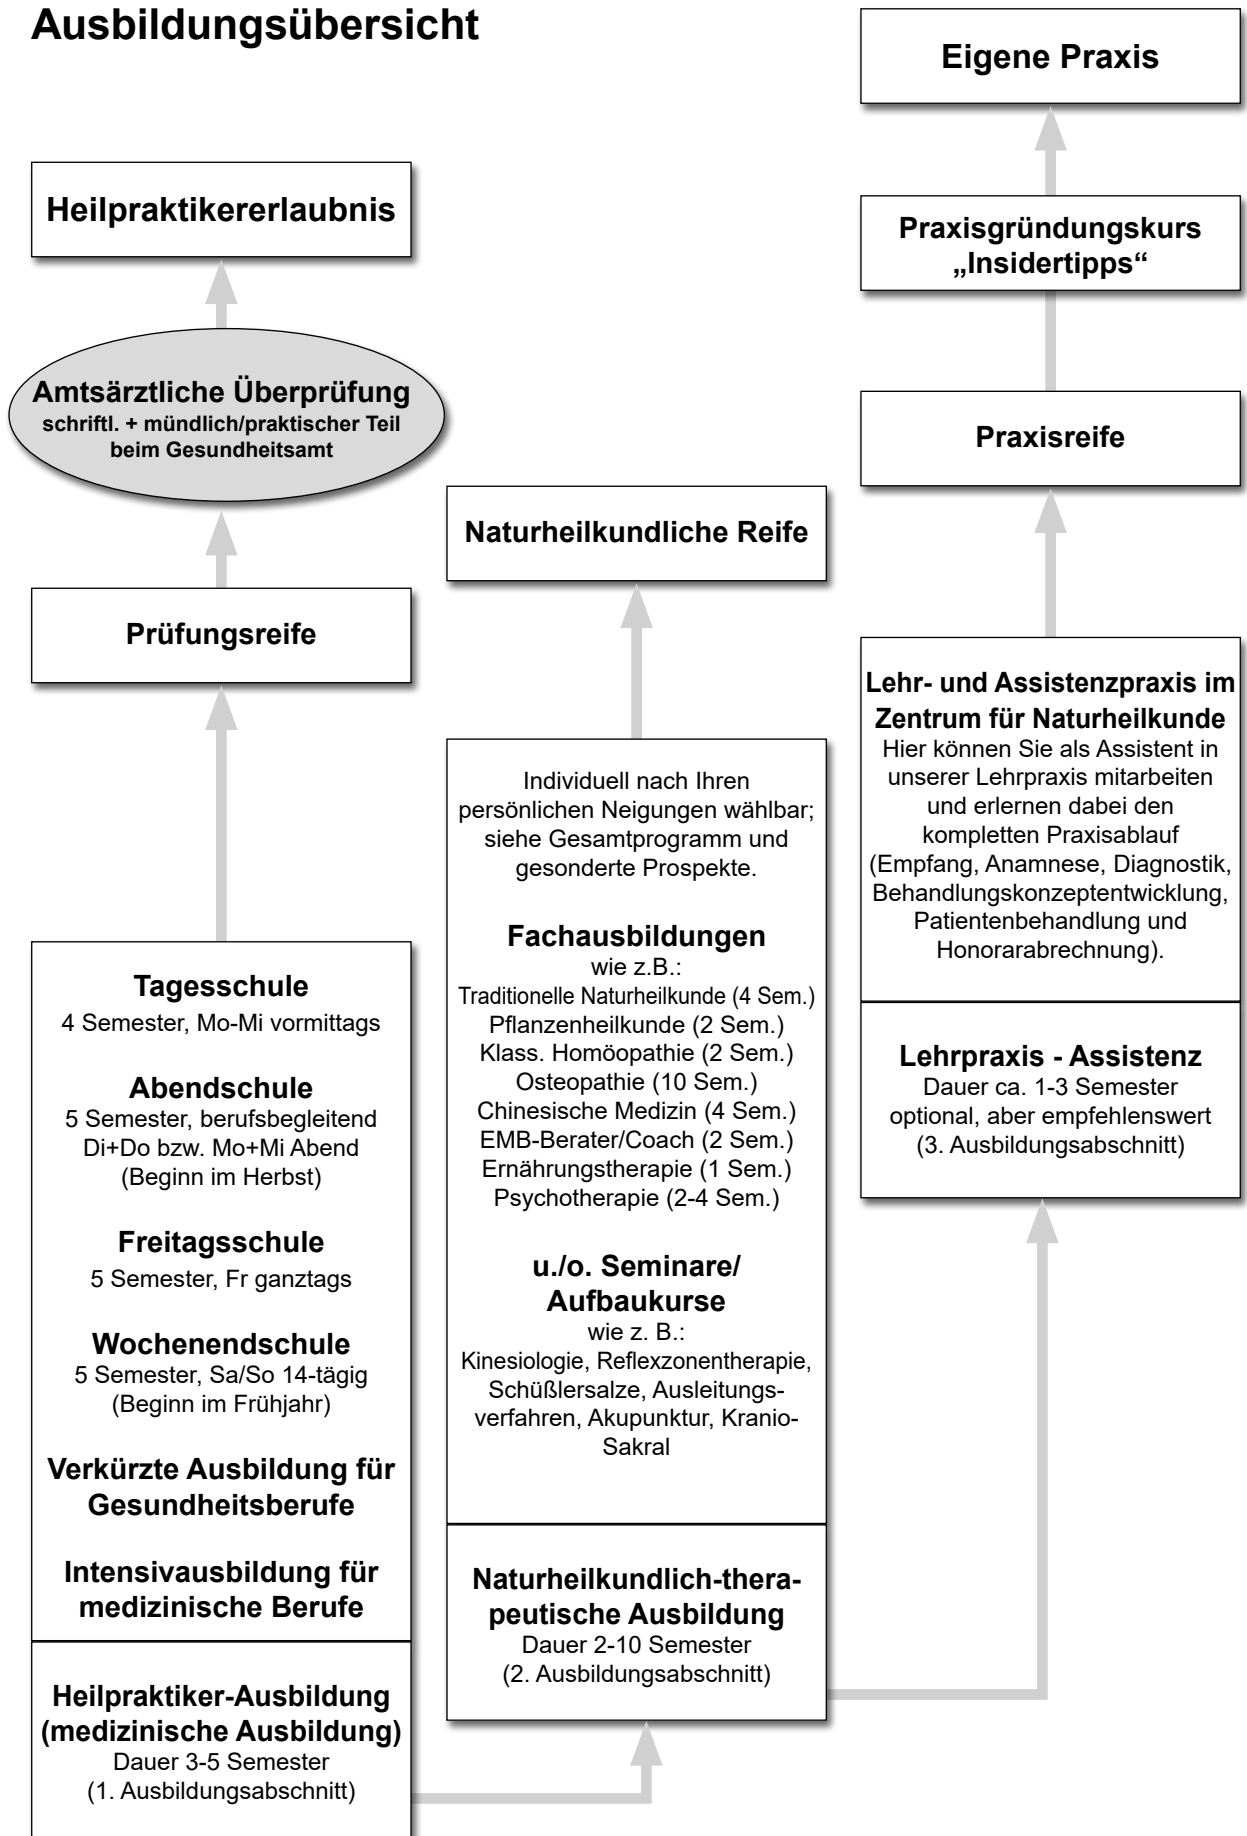 Ausbildungsübersicht
Heilpraktikererlaubnis
Amtsärztliche Überprüfung
schriftl. + mündlich/praktischer Teil
beim Gesundheitsamt
Prüfungsreife
Tagesschule
4 Semester, Mo-Mi vormittags
Abendschule
5 Semester, berufsbegleitend
Di+Do bzw. Mo+Mi Abend
(Beginn im Herbst)
Freitagsschule
5 Semester, Fr ganztags
Wochenendschule
5 Semester, Sa/So 14-tägig
(Beginn im Frühjahr)
Verkürzte Ausbildung für
Gesundheitsberufe
Intensivausbildung für
medizinische Berufe
Heilpraktiker-Ausbildung
(medizinische Ausbildung)
Dauer 3-5 Semester
(1. Ausbildungsabschnitt)
Naturheilkundliche Reife
Individuell nach Ihren
persönlichen Neigungen wählbar;
siehe Gesamtprogramm und
gesonderte Prospekte.
Fachausbildungen
wie z.B.:
Traditionelle Naturheilkunde (4 Sem.)
Pflanzenheilkunde (2 Sem.)
Klass. Homöopathie (2 Sem.)
Osteopathie (10 Sem.)
Chinesische Medizin (4 Sem.)
EMB-Berater/Coach (2 Sem.)
Ernährungstherapie (1 Sem.)
Psychotherapie (2-4 Sem.)
u./o. Seminare/
Aufbaukurse
wie z. B.:
Kinesiologie, Reflexzonentherapie,
Schüßlersalze, Ausleitungs-
verfahren, Akupunktur, Kranio-
Sakral
Naturheilkundlich-thera-
peutische Ausbildung
Dauer 2-10 Semester
(2. Ausbildungsabschnitt)
Eigene Praxis
Praxisgründungskurs
„Insidertipps“
Praxisreife
Lehr- und Assistenzpraxis im
Zentrum für Naturheilkunde
Hier können Sie als Assistent in
unserer Lehrpraxis mitarbeiten
und erlernen dabei den
kompletten Praxisablauf
(Empfang, Anamnese, Diagnostik,
Behandlungskonzeptentwicklung,
Patientenbehandlung und
Honorarabrechnung).
Lehrpraxis - Assistenz
Dauer ca. 1-3 Semester
optional, aber empfehlenswert
(3. Ausbildungsabschnitt)